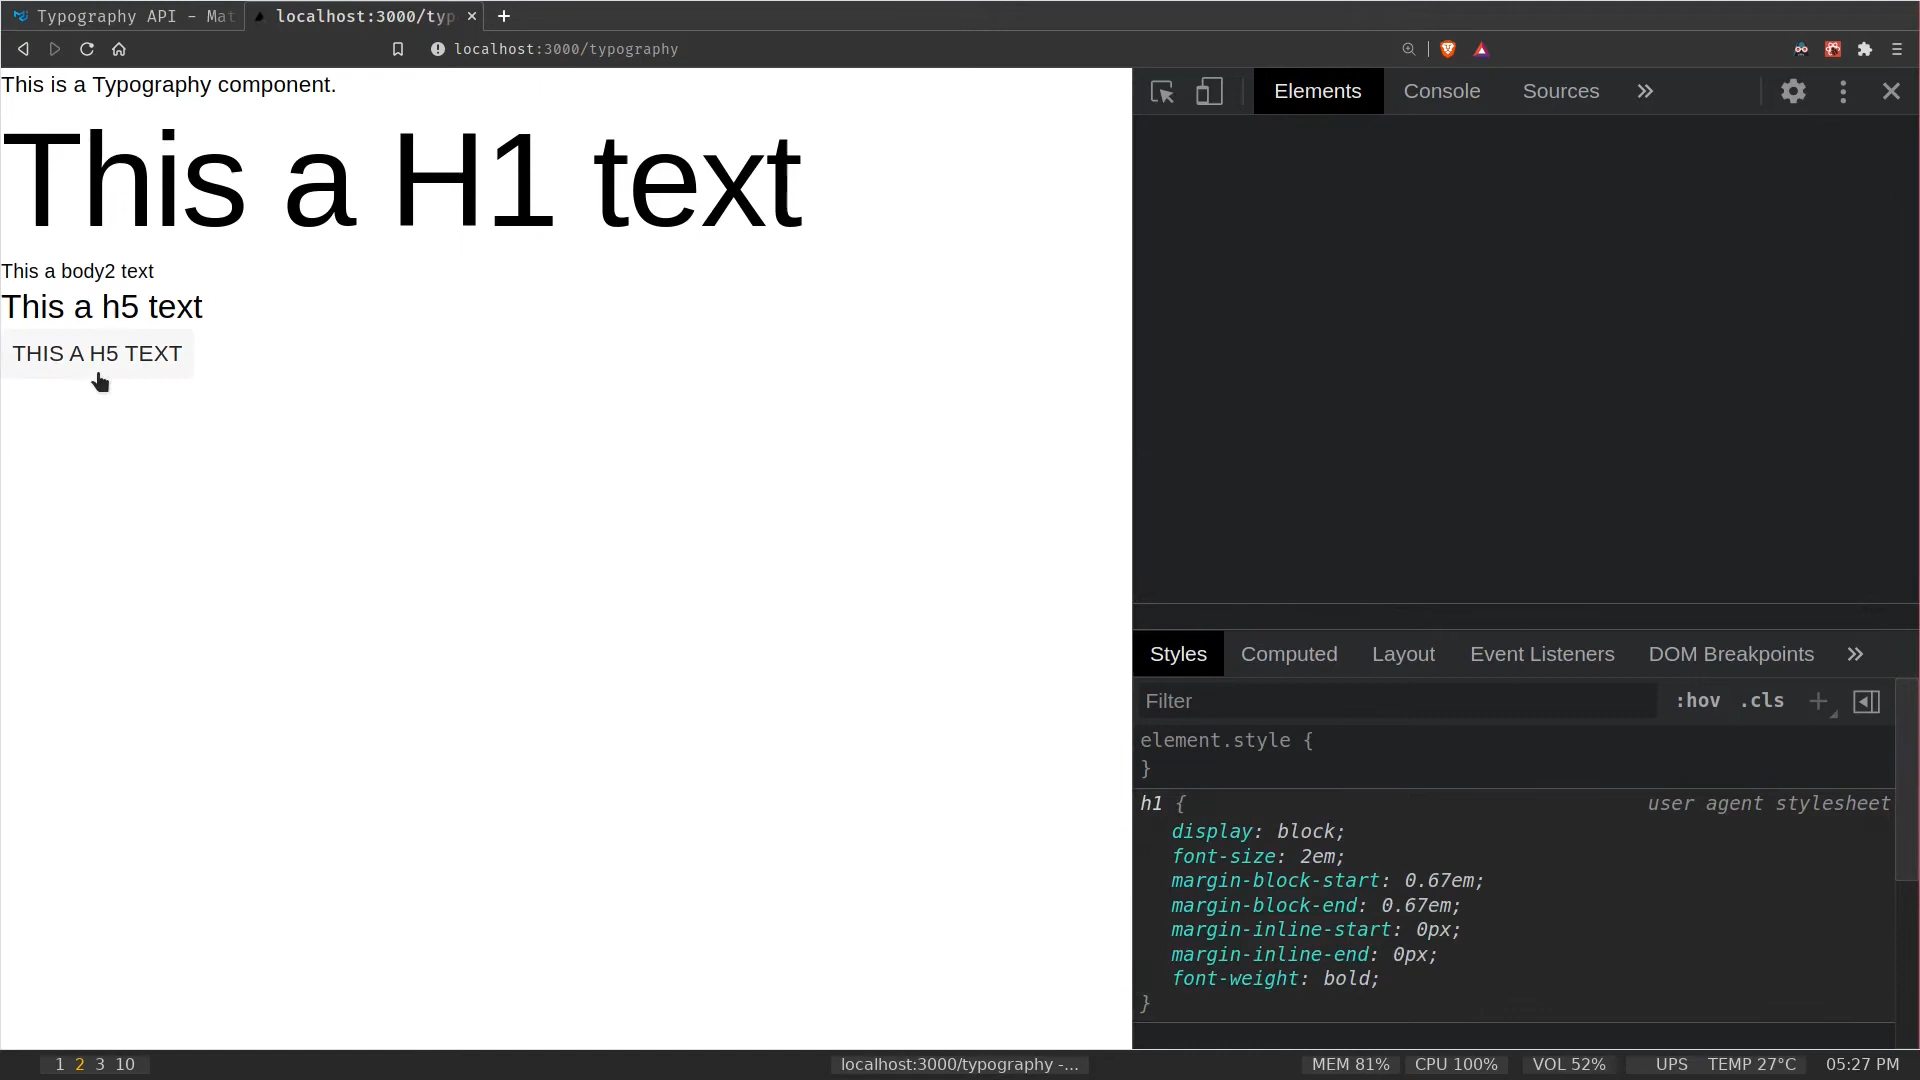 Typography API - Mat
localhost:3000/typ
localhost:3000/typography
This is a Typography component.
This a H1 text
This a body2 text
This a h5 text
THIS A H5 TEXT
Elements Console Sources
Styles Computed Layout Event Listeners DOM Breakpoints
Filter :hov .cls
element.style {
}
h1 { user agent stylesheet
display: block;
font-size: 2em;
margin-block-start: 0.67em;
margin-block-end: 0.67em;
margin-inline-start: 0px;
margin-inline-end: 0px;
font-weight: bold;
}
1 2 3 10 localhost:3000/typography -... MEM 81% CPU 100% VOL 52% UPS TEMP 27°C 05:27 PM